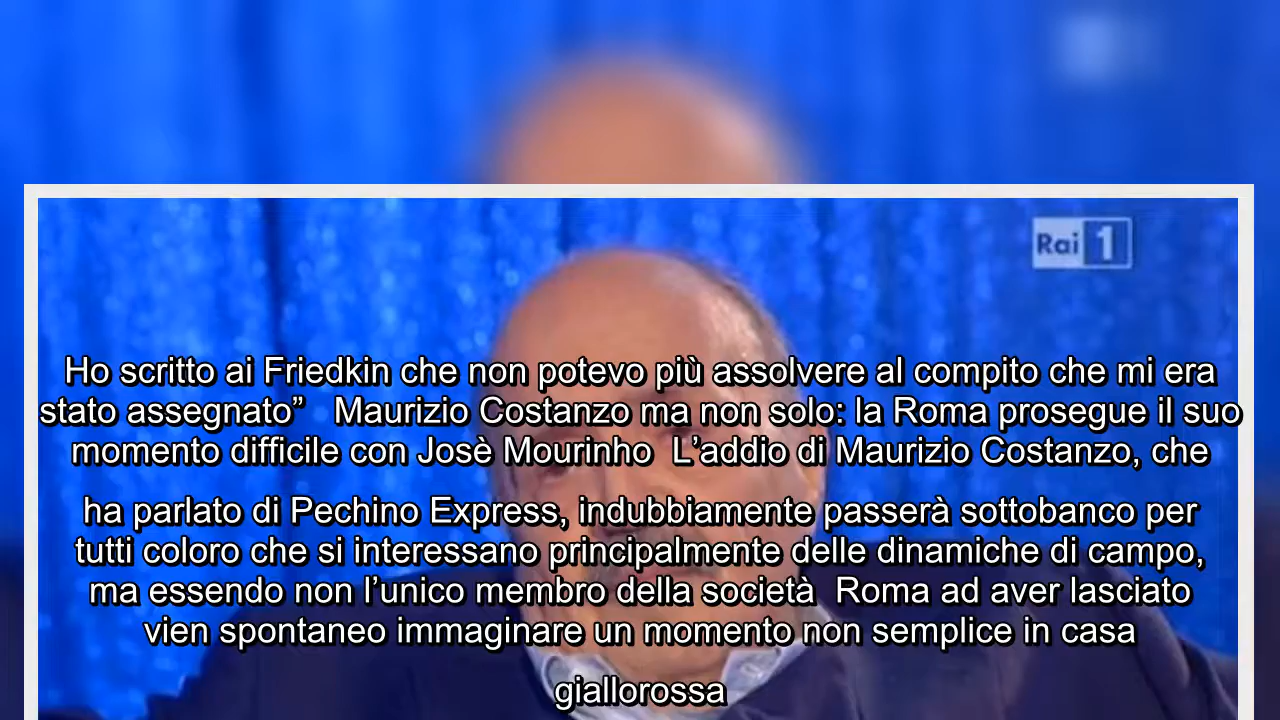 Rai 1
Ho scritto ai Friedkin che non potevo più assolvere al compito che mi era
stato assegnato”   Maurizio Costanzo ma non solo: la Roma prosegue il suo
momento difficile con Josè Mourinho  L’addio di Maurizio Costanzo, che
ha parlato di Pechino Express, indubbiamente passerà sottobanco per
tutti coloro che si interessano principalmente delle dinamiche di campo,
ma essendo non l’unico membro della società  Roma ad aver lasciato
vien spontaneo immaginare un momento non semplice in casa
giallorossa